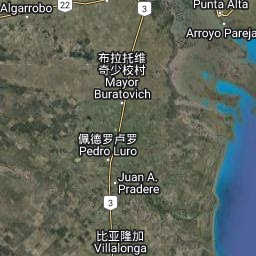 Algarrobo
22
3
Punta Alta
Arroyo Pareja
布拉托维
奇少校村
Mayor
Buratovich
佩德罗卢罗
Pedro Luro
Juan A.
Pradere
3
比亚隆加
Villalonga